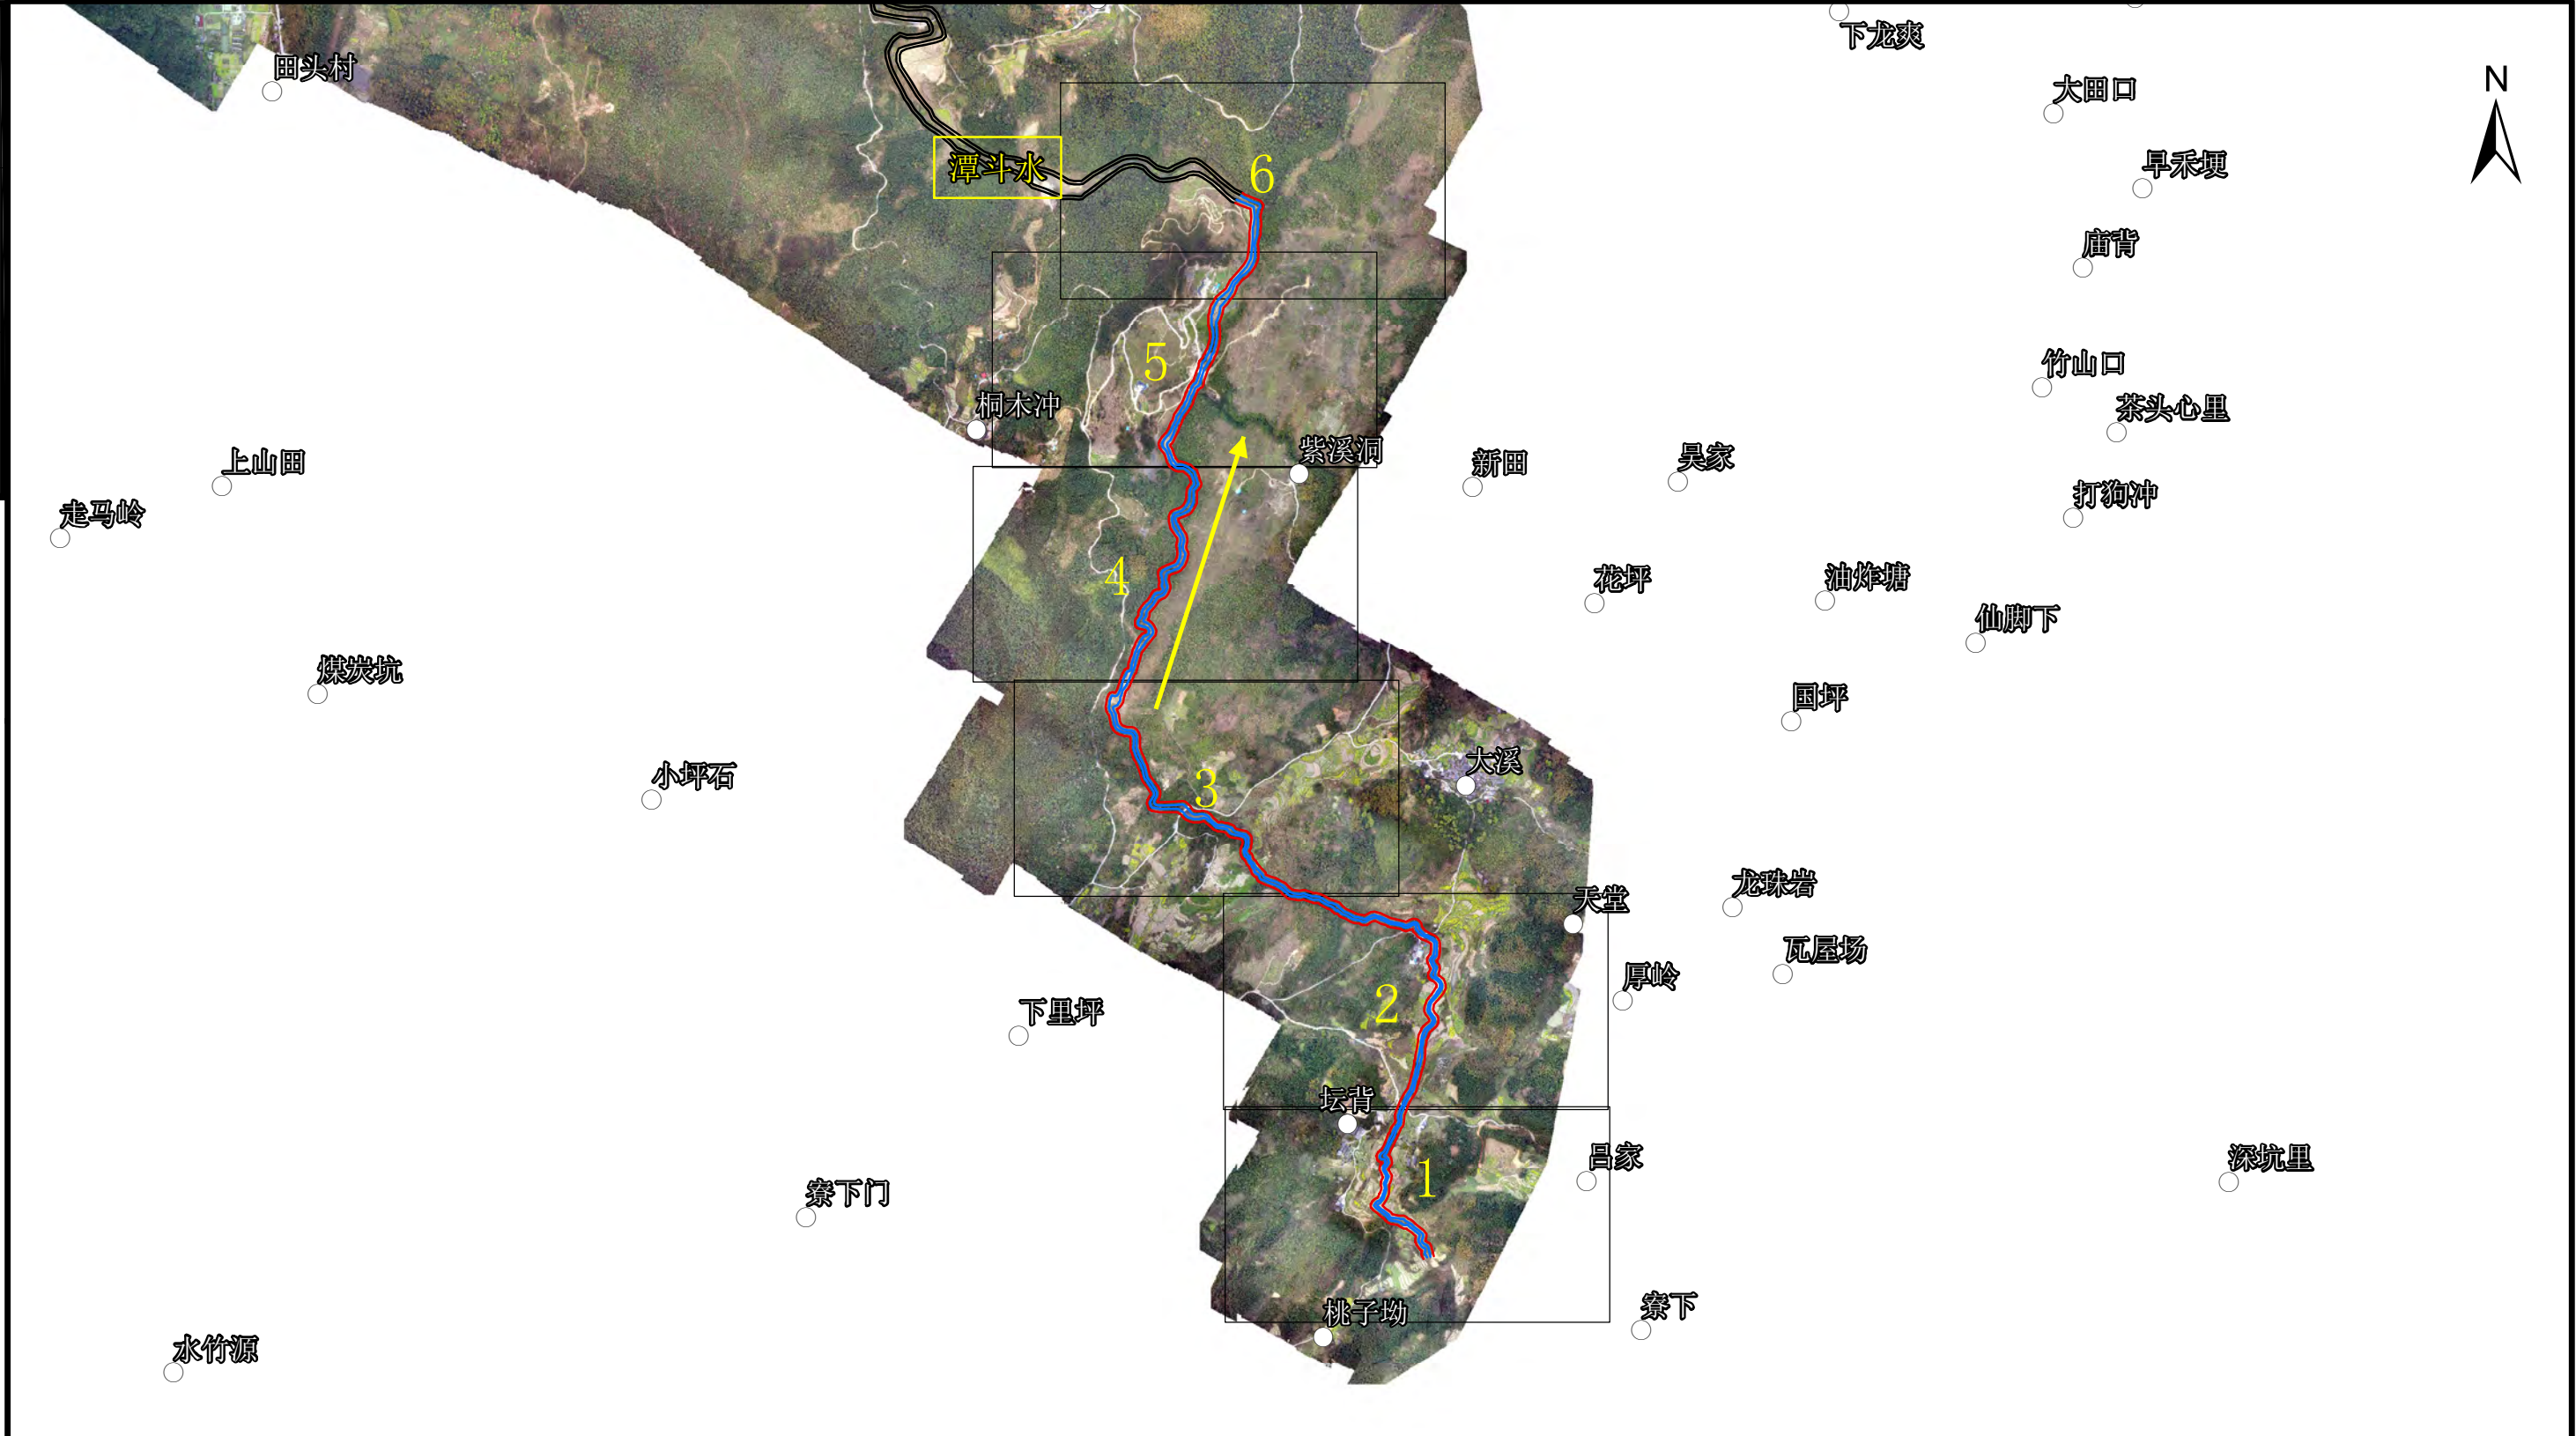 下龙爽
田头村
N
大田口
潭斗水
6
旱禾埂
庙背
5
竹山口
桐木冲
茶头心里
上山田
紫溪洞
新田
吴家
走马岭
打狗冲
4
花坪
油炸塘
仙脚下
煤炭坑
国坪
小坪石
3
大溪
天堂
龙珠岩
瓦屋场
厚岭
2
下里坪
坛背
1
吕家
深坑里
寮下门
桃子坳
寮下
水竹源